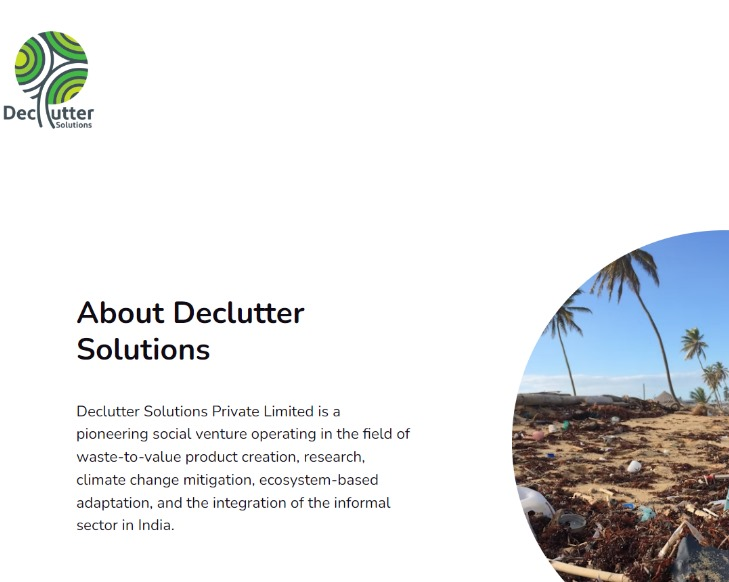 Declutter
Solutions
About Declutter
Solutions
Declutter Solutions Private Limited is a
pioneering social venture operating in the field of
waste-to-value product creation, research,
climate change mitigation, ecosystem-based
adaptation, and the integration of the informal
sector in India.